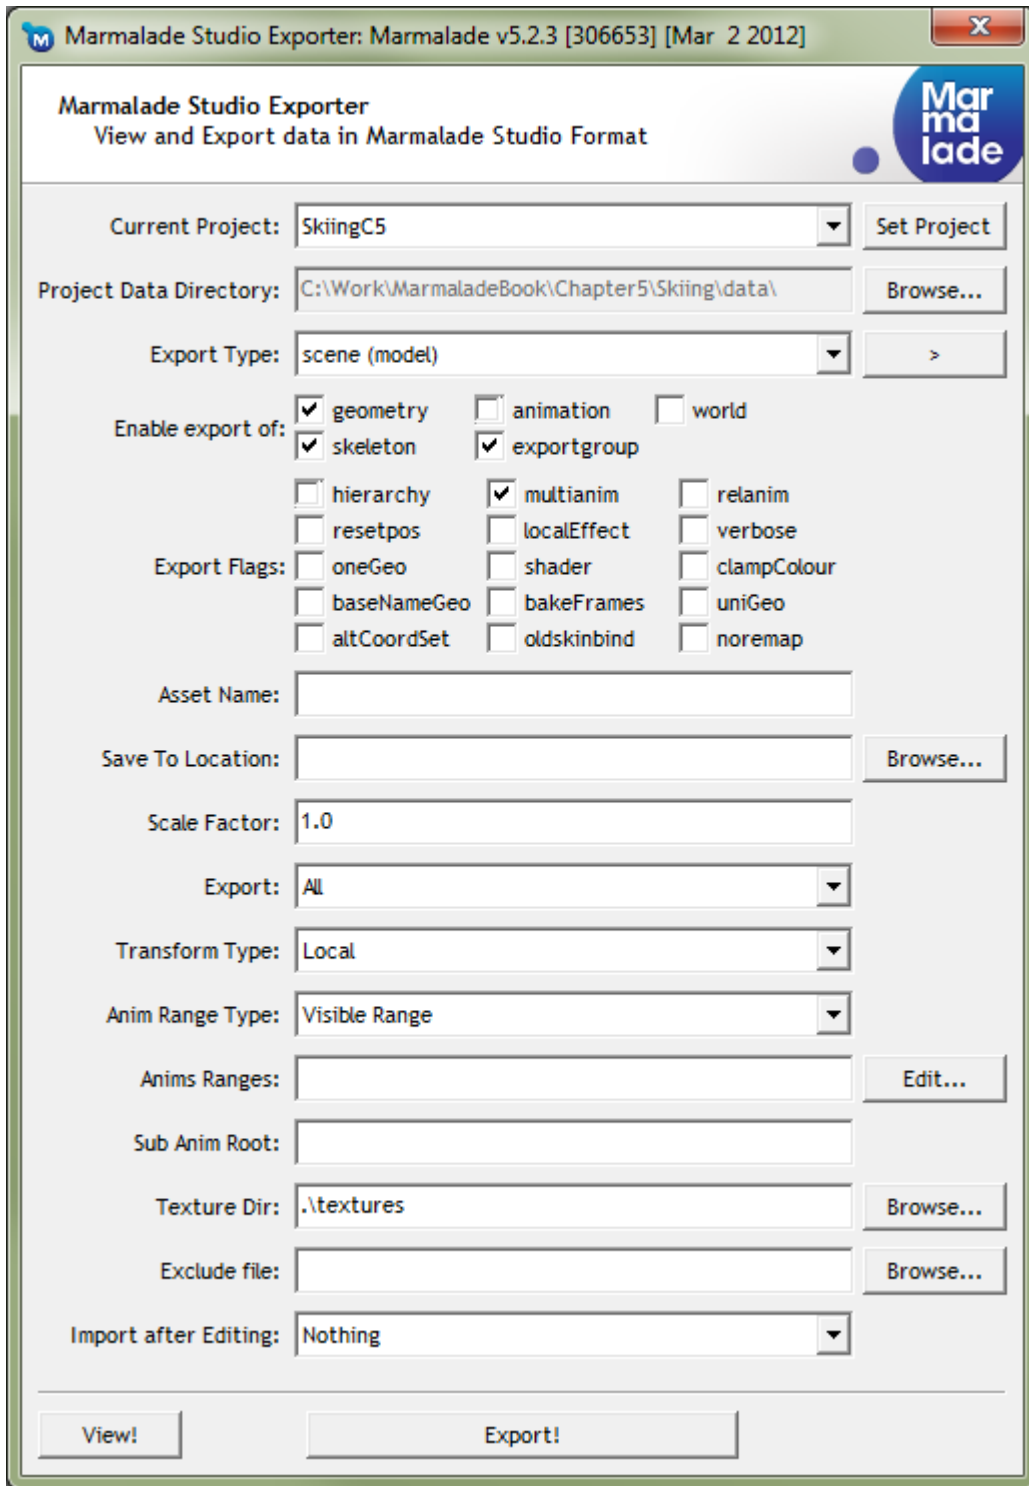 Marmalade Studio Exporter: Marmalade v5.2.3 [306653] [Mar  2 2012]
Marmalade Studio Exporter
View and Export data in Marmalade Studio Format
Mar
ma
lade
Current Project: SkiingC5 Set Project
Project Data Directory: C:\Work\MarmaladeBook\Chapter5\Skiing\data\ Browse...
Export Type: scene (model) >
Enable export of: geometry animation world
skeleton exportgroup
Export Flags: hierarchy multianim relanim
resetpos localEffect verbose
oneGeo shader clampColour
baseNameGeo bakeFrames uniGeo
altCoordSet oldskinbind noremap
Asset Name:
Save To Location: Browse...
Scale Factor: 1.0
Export: All
Transform Type: Local
Anim Range Type: Visible Range
Anims Ranges: Edit...
Sub Anim Root:
Texture Dir: .\textures Browse...
Exclude file: Browse...
Import after Editing: Nothing
View! Export!